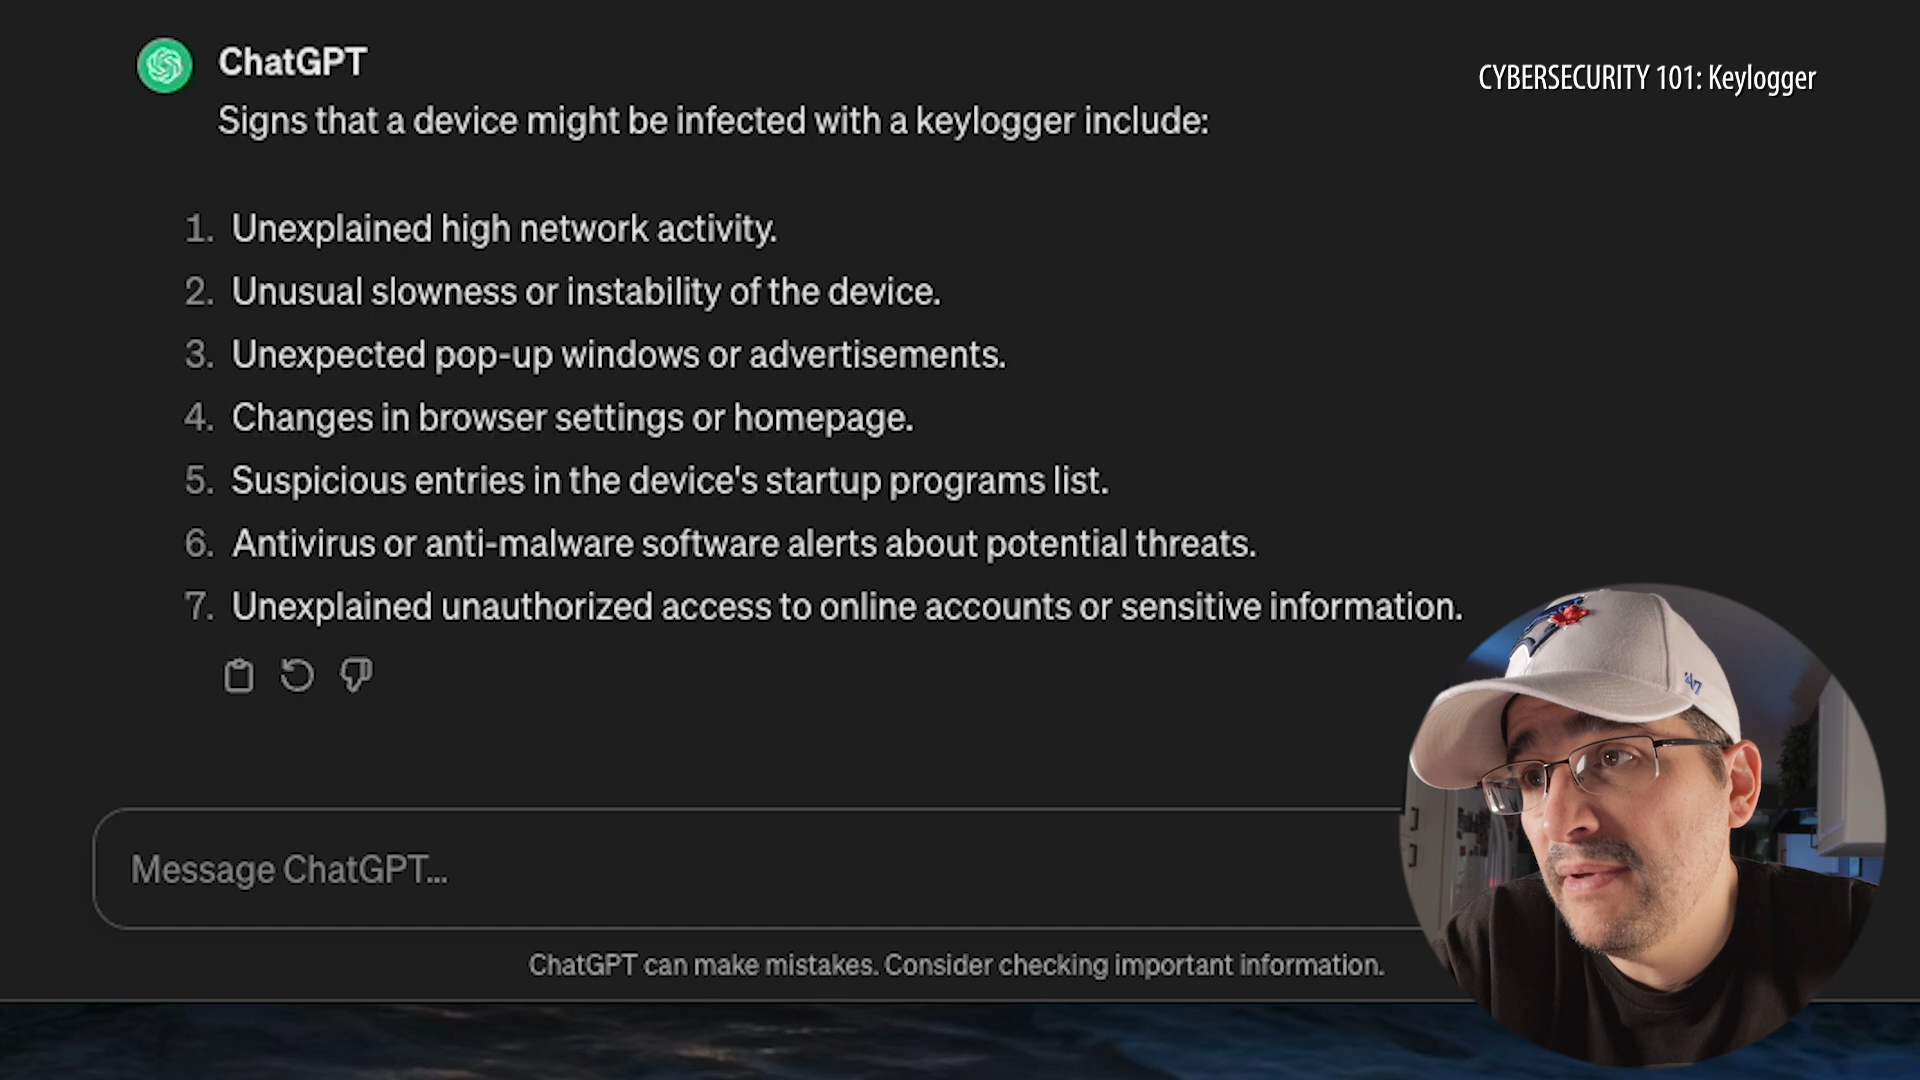 ChatGPT
CYBERSECURITY 101: Keylogger
Signs that a device might be infected with a keylogger include:
1. Unexplained high network activity.
2. Unusual slowness or instability of the device.
3. Unexpected pop-up windows or advertisements.
4. Changes in browser settings or homepage.
5. Suspicious entries in the device's startup programs list.
6. Antivirus or anti-malware software alerts about potential threats.
7. Unexplained unauthorized access to online accounts or sensitive information.
'47
Message ChatGPT...
ChatGPT can make mistakes. Consider checking important information.